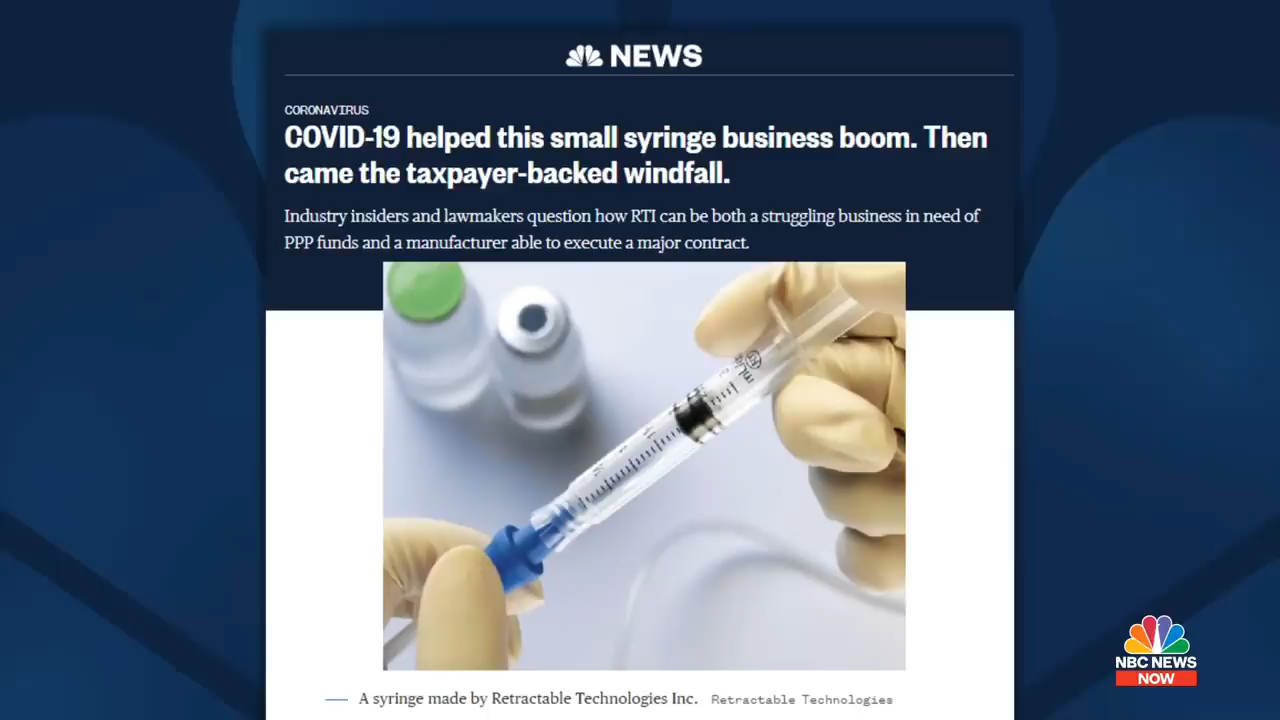 NEWS
CORONAVIRUS
COVID-19 helped this small syringe business boom. Then
came the taxpayer-backed windfall.
Industry insiders and lawmakers question how RTI can be both a struggling business in need of
PPP funds and a manufacturer able to execute a major contract.
mL
A syringe made by Retractable Technologies Inc. Retractable Technologies
NBC NEWS
NOW